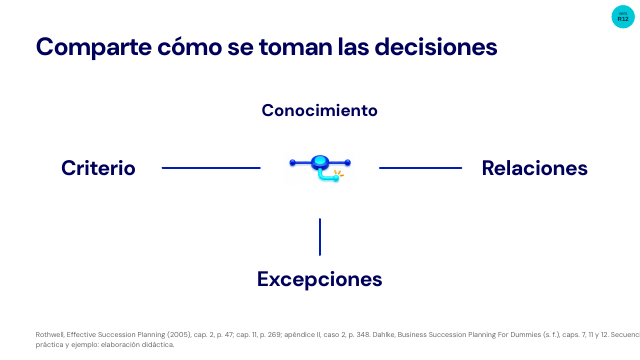 R12
Comparte cómo se toman las decisiones
Conocimiento
Criterio
Relaciones
Excepciones
Rothwell, Effective Succession Planning (2005), cap. 2, p. 47; cap. 11, p. 269; apéndice II, caso 2, p. 348. Dahlke, Business Succession Planning For Dummies (s. f.), caps. 7, 11 y 12. Secuenc
práctica y ejemplo: elaboración didáctica.